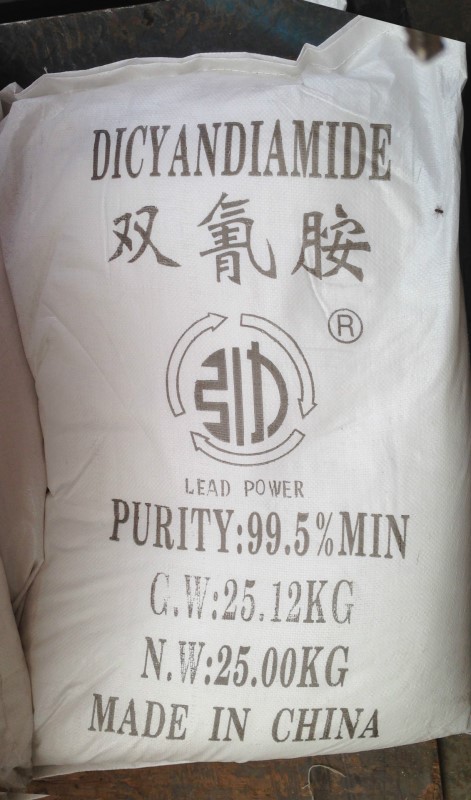 DICYANDIAMIDE
双氰胺
®
LEAD POWER
PURITY:99.5%MIN
G.W:25.12KG
N.W:25.00KG
MADE IN CHINA